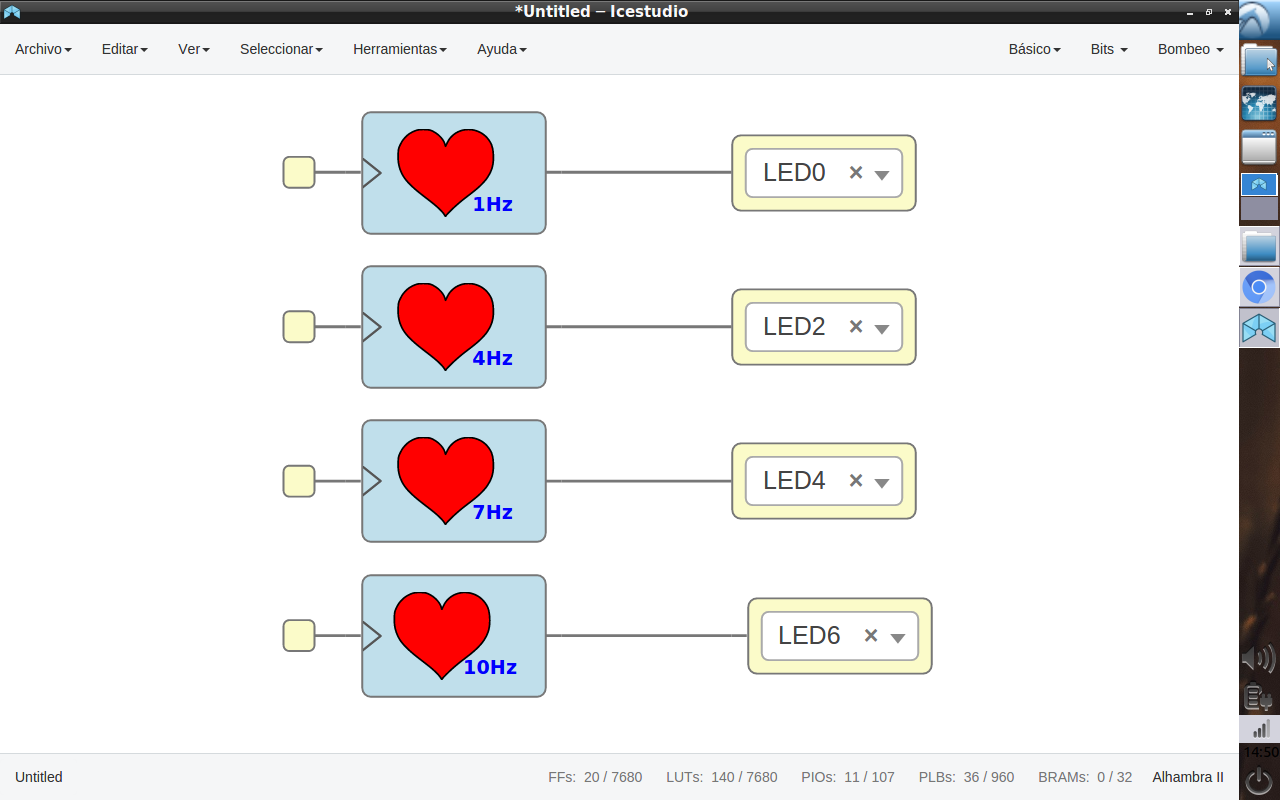 *Untitled – Icestudio
Archivo Editar Ver Seleccionar Herramientas Ayuda Básico Bits Bombeo
1Hz LED0 ×
4Hz LED2 ×
7Hz LED4 ×
10Hz LED6 ×
14:50
Untitled FFs: 20 / 7680 LUTs: 140 / 7680 PIOs: 11 / 107 PLBs: 36 / 960 BRAMs: 0 / 32 Alhambra II